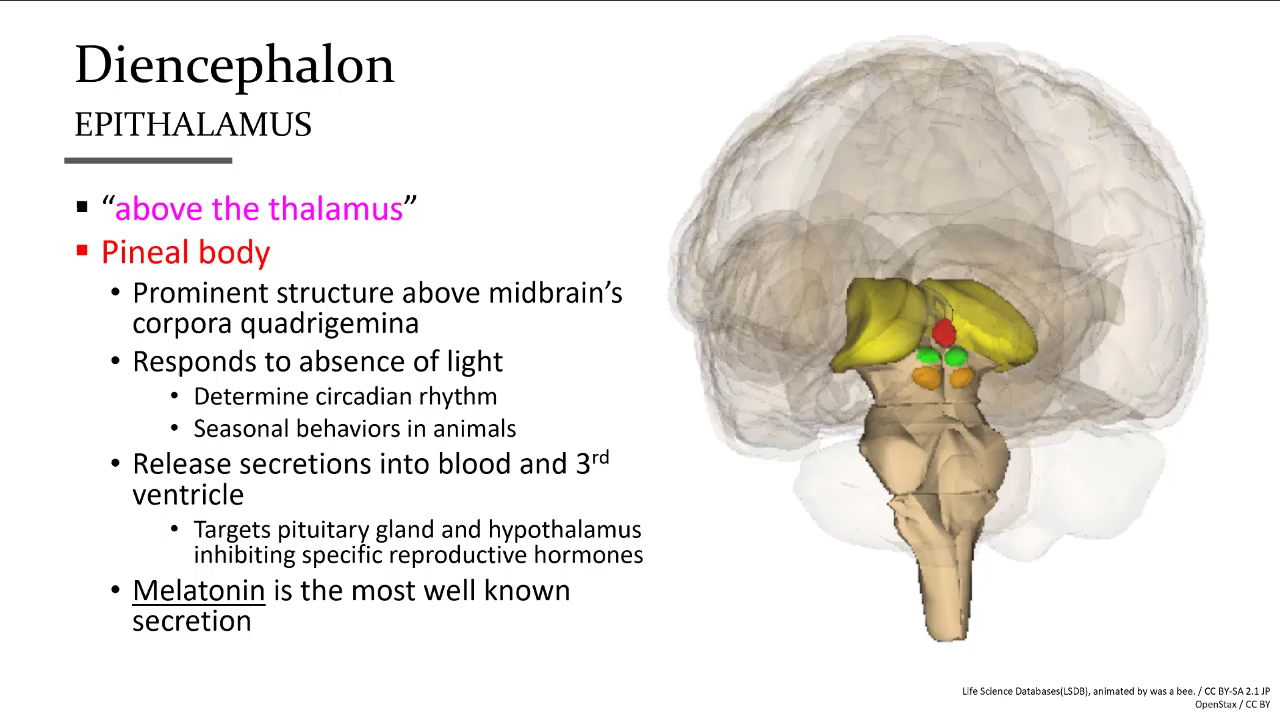 Diencephalon
EPITHALAMUS
▪ “above the thalamus”
▪ Pineal body
• Prominent structure above midbrain’s
corpora quadrigemina
• Responds to absence of light
• Determine circadian rhythm
• Seasonal behaviors in animals
• Release secretions into blood and 3rd
ventricle
• Targets pituitary gland and hypothalamus
inhibiting specific reproductive hormones
• Melatonin is the most well known
secretion
Life Science Databases(LSDB), animated by was a bee. / CC BY-SA 2.1 JP
OpenStax / CC BY